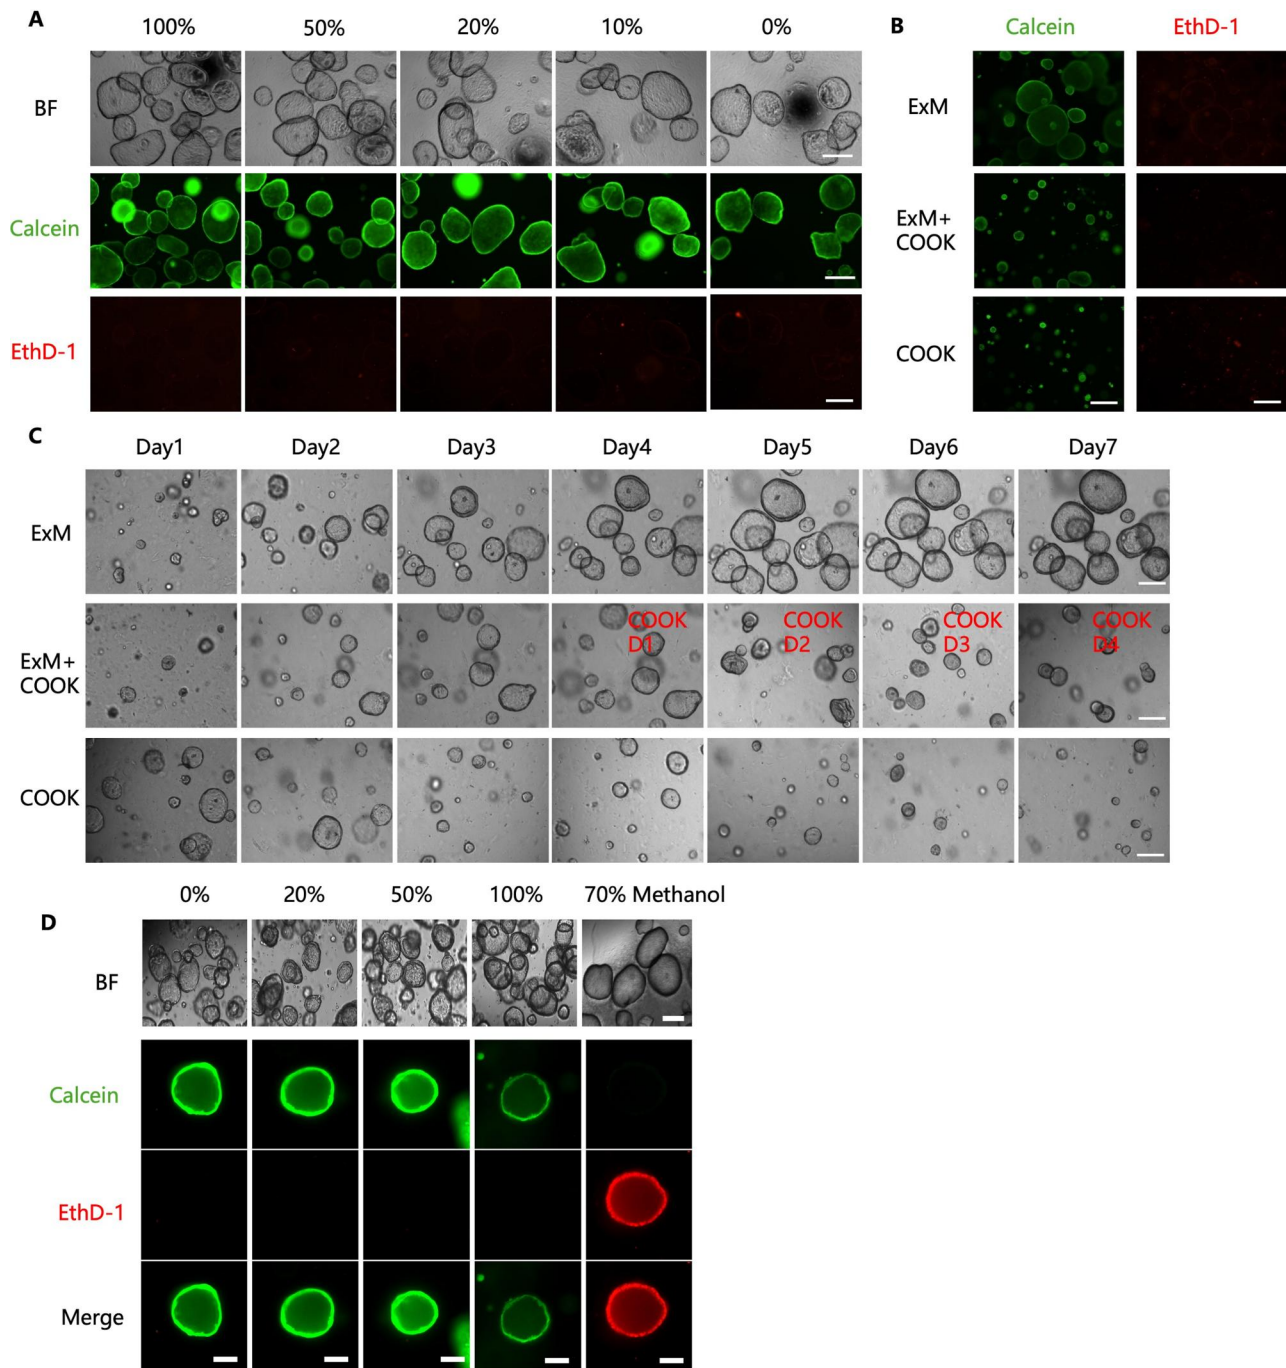 A
100%
50%
20%
10%
0%
BF
Calcein
EthD-1
B
Calcein
EthD-1
ExM
ExM+
COOK
COOK
C
Day1
Day2
Day3
Day4
Day5
Day6
Day7
ExM
ExM+
COOK
COOK
D1
COOK
D2
COOK
D3
COOK
D4
COOK
D
0%
20%
50%
100%
70% Methanol
BF
Calcein
EthD-1
Merge